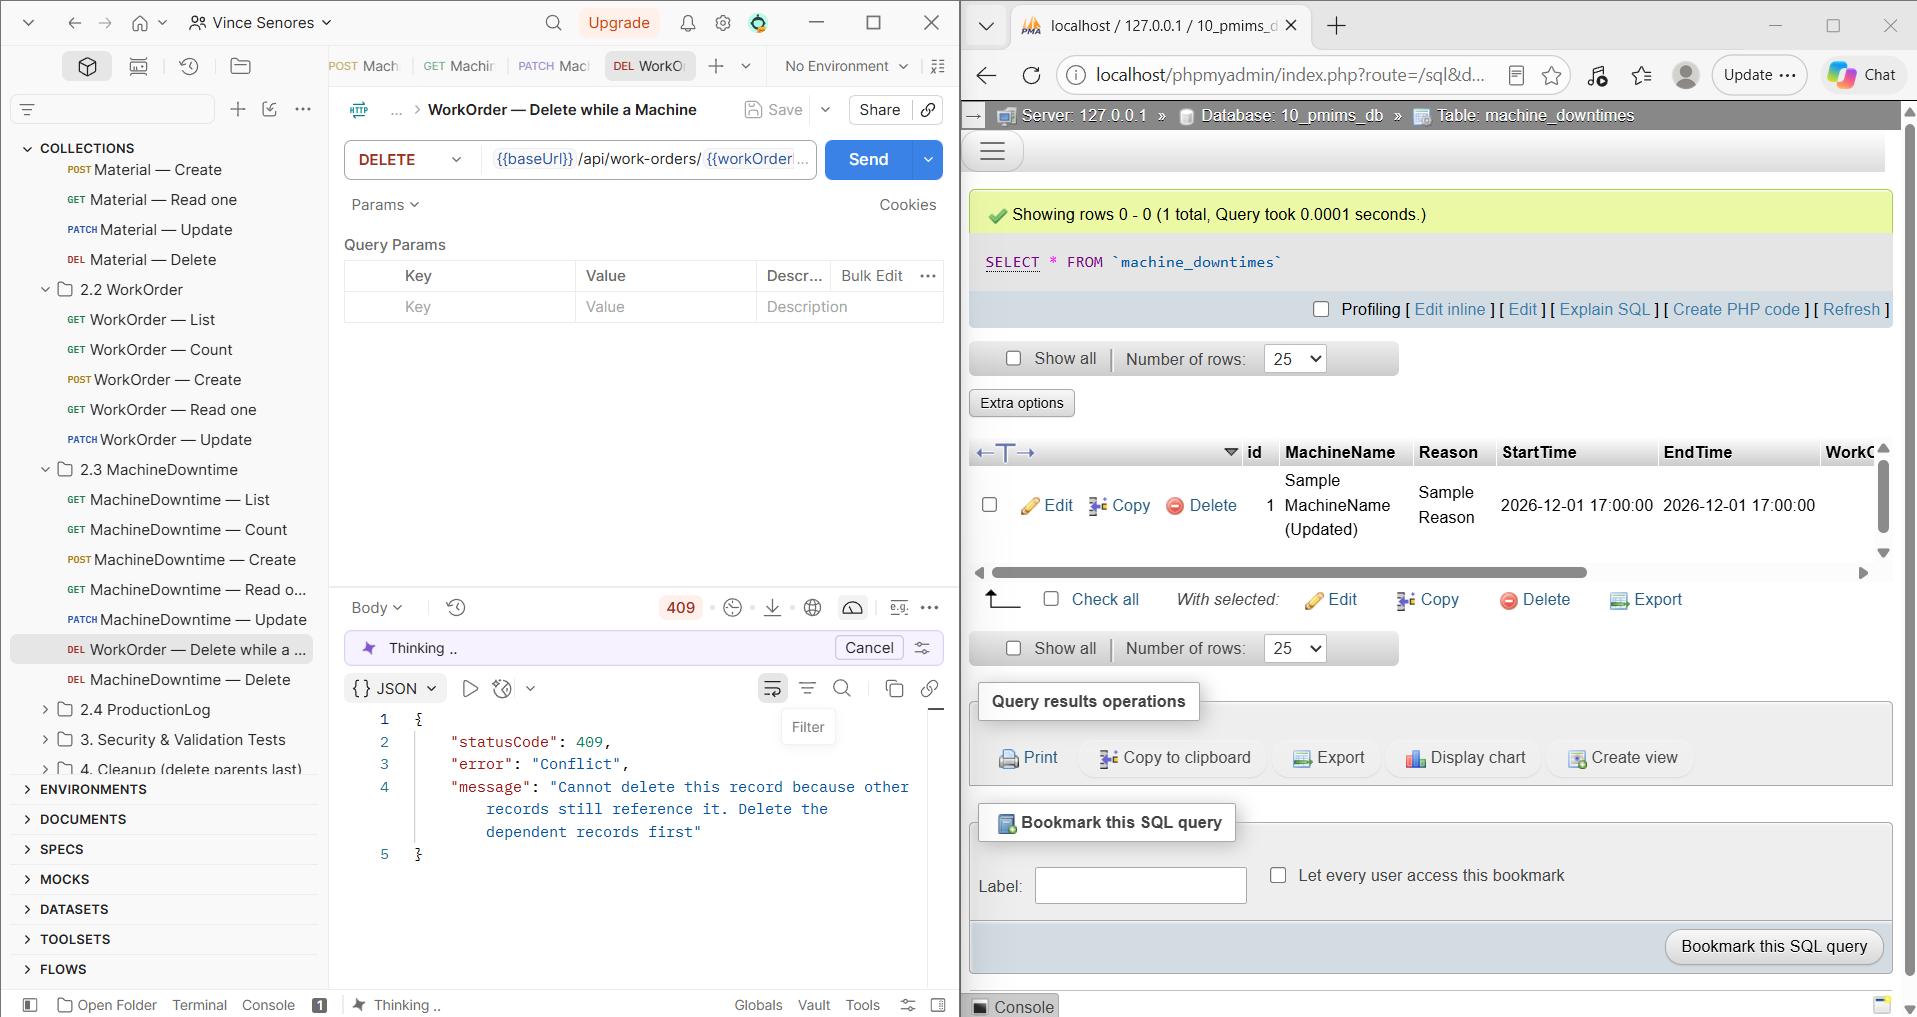 Vince Senores
Upgrade
POST Mach
GET Machin
PATCH Mac
DEL WorkO
No Environment
... > WorkOrder — Delete while a Machine
Save
Share
DELETE
{{baseUrl}} /api/work-orders/ {{workOrder ...
Send
Params
Cookies
Query Params
Key Value Descr... Bulk Edit
Key Value Description
COLLECTIONS
POST Material — Create
GET Material — Read one
PATCH Material — Update
DEL Material — Delete
2.2 WorkOrder
GET WorkOrder — List
GET WorkOrder — Count
POST WorkOrder — Create
GET WorkOrder — Read one
PATCH WorkOrder — Update
2.3 MachineDowntime
GET MachineDowntime — List
GET MachineDowntime — Count
POST MachineDowntime — Create
GET MachineDowntime — Read o...
PATCH MachineDowntime — Update
DEL WorkOrder — Delete while a ...
DEL MachineDowntime — Delete
2.4 ProductionLog
3. Security & Validation Tests
4. Cleanup (delete parents last)
ENVIRONMENTS
DOCUMENTS
SPECS
MOCKS
DATASETS
TOOLSETS
FLOWS
Body
409
e.g.
Thinking ..
Cancel
{} JSON
Filter
1 {
2 "statusCode": 409,
3 "error": "Conflict",
4 "message": "Cannot delete this record because other
records still reference it. Delete the
dependent records first"
5 }
Open Folder Terminal Console 1 Thinking .. Globals Vault Tools
localhost / 127.0.0.1 / 10_pmims_d
localhost/phpmyadmin/index.php?route=/sql&d...
Update
Chat
Server: 127.0.0.1 » Database: 10_pmims_db » Table: machine_downtimes
Showing rows 0 - 0 (1 total, Query took 0.0001 seconds.)
SELECT * FROM `machine_downtimes`
Profiling [ Edit inline ] [ Edit ] [ Explain SQL ] [ Create PHP code ] [ Refresh ]
Show all Number of rows: 25
Extra options
id MachineName Reason StartTime EndTime WorkO
Edit Copy Delete 1 Sample MachineName (Updated) Sample Reason 2026-12-01 17:00:00 2026-12-01 17:00:00
Check all With selected: Edit Copy Delete Export
Show all Number of rows: 25
Query results operations
Print Copy to clipboard Export Display chart Create view
Bookmark this SQL query
Label:
Let every user access this bookmark
Bookmark this SQL query
Console